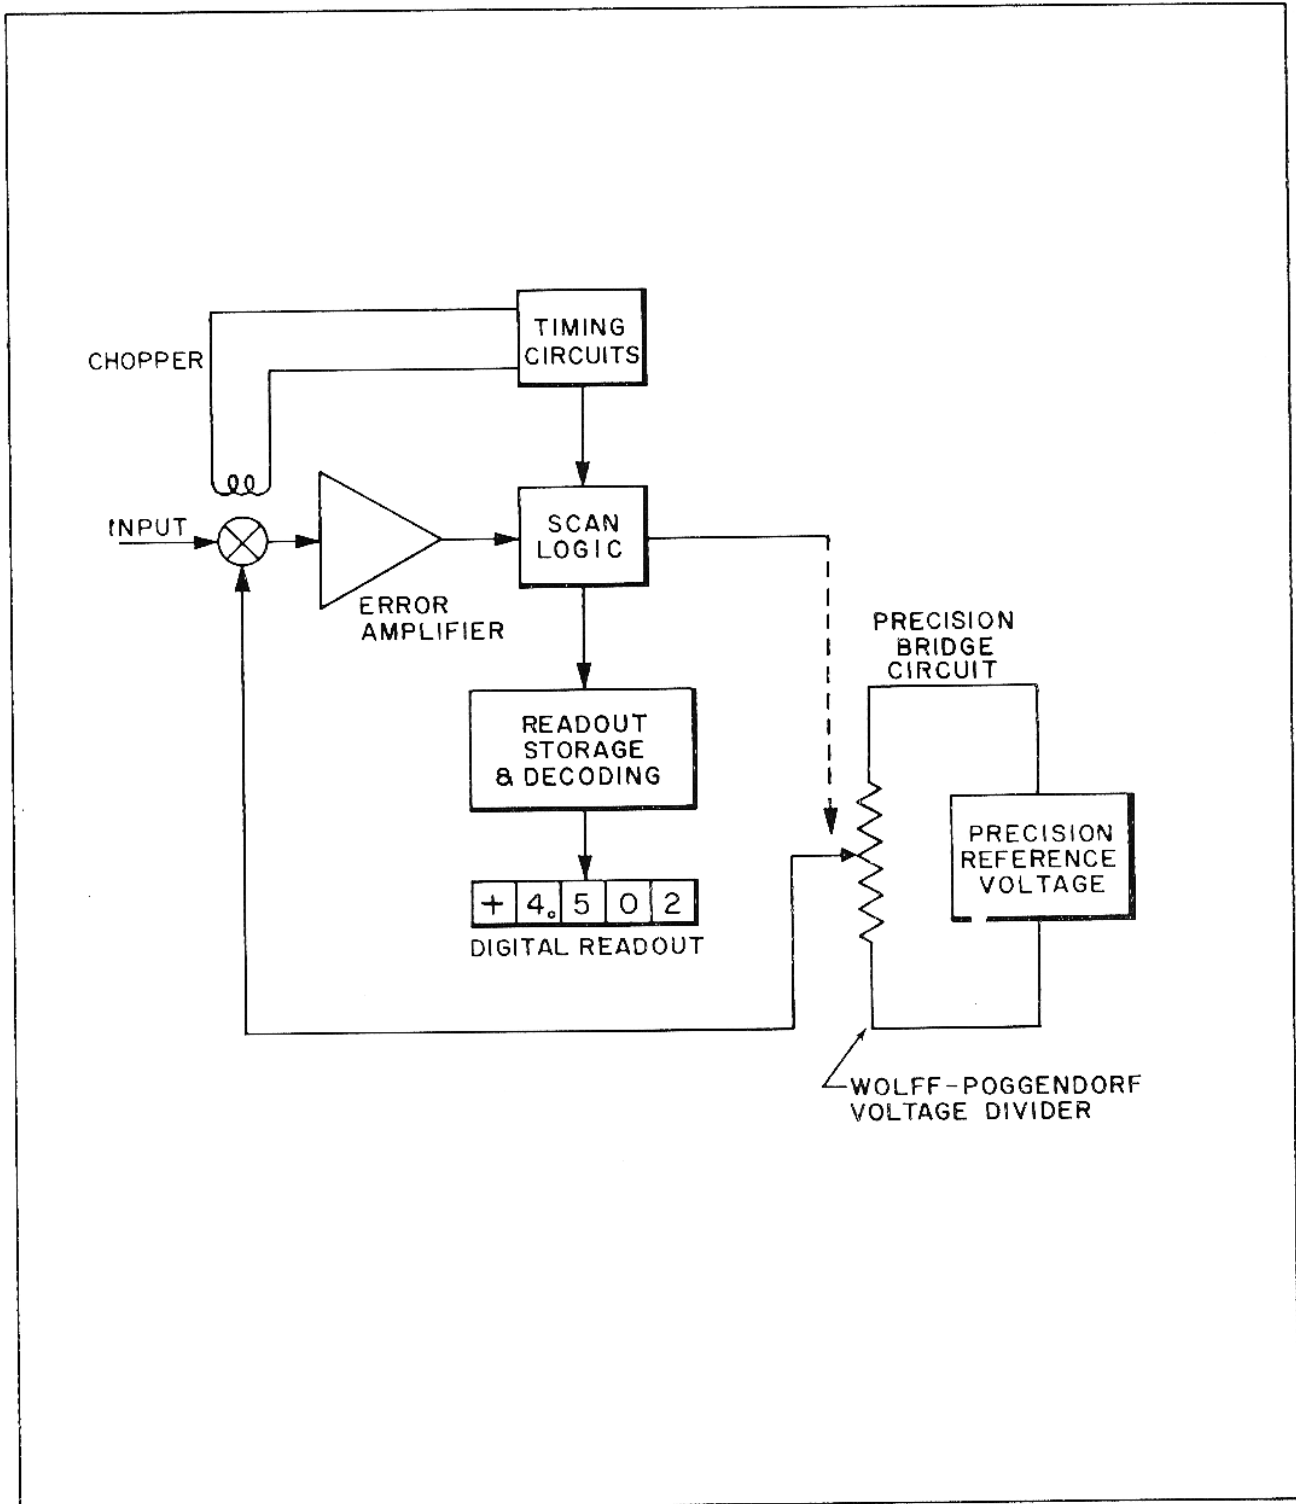 TIMING
CIRCUITS
CHOPPER
INPUT
SCAN
LOGIC
ERROR
AMPLIFIER
PRECISION
BRIDGE
CIRCUIT
READOUT
STORAGE
& DECODING
PRECISION
REFERENCE
VOLTAGE
+ 4. 5 0 2
DIGITAL READOUT
WOLFF-POGGENDORF
VOLTAGE DIVIDER